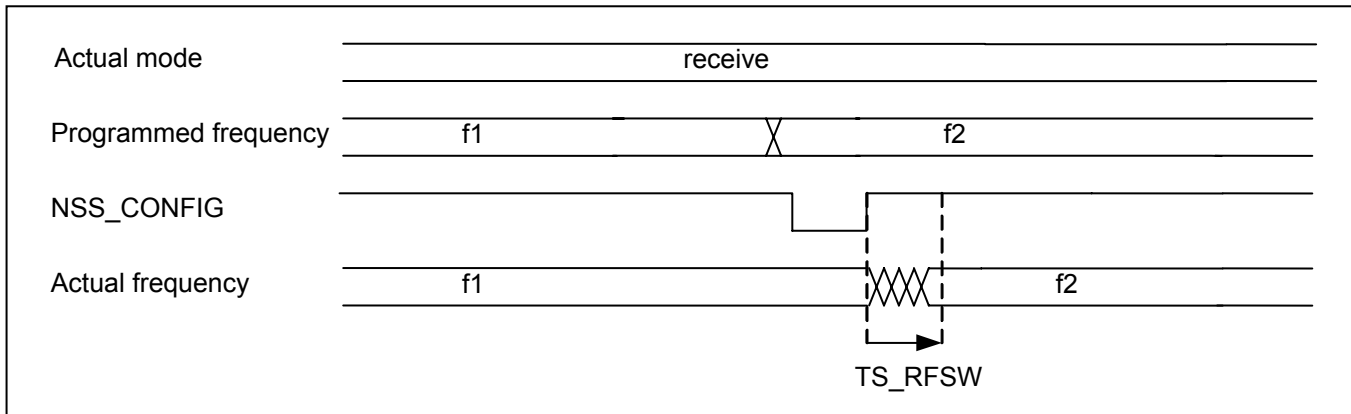 Actual mode receive
Programmed frequency f1 f2
NSS_CONFIG
Actual frequency f1 f2
TS_RFSW